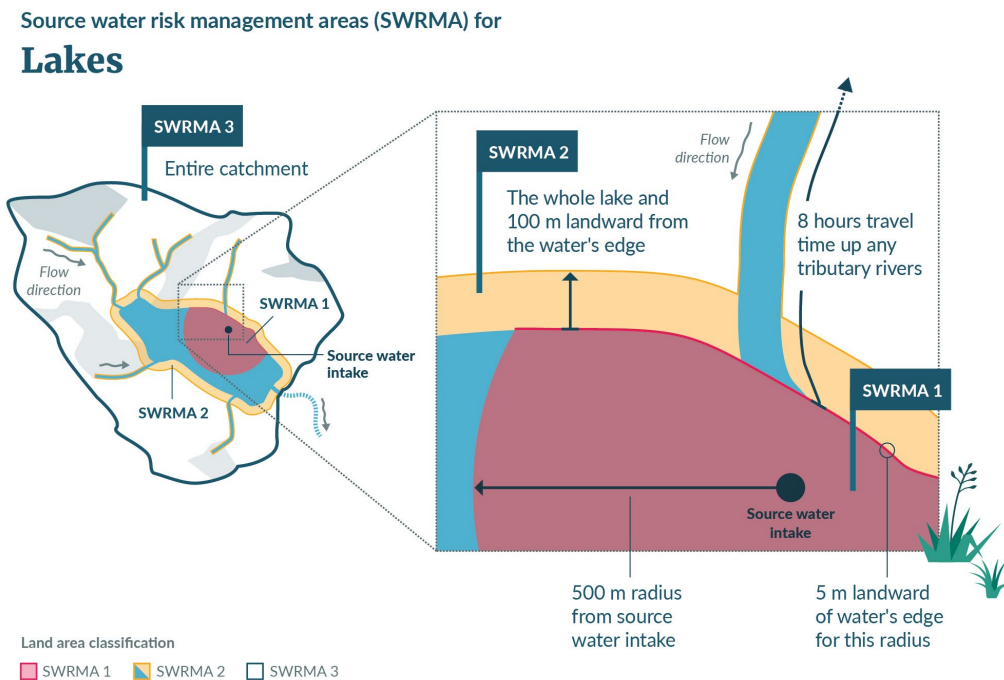 Source water risk management areas (SWRMA) for
Lakes
SWRMA 3
Entire catchment
Flow
direction
SWRMA 1
Source water
intake
SWRMA 2
SWRMA 2
The whole lake and
100 m landward from
the water's edge
Flow
direction
8 hours travel
time up any
tributary rivers
SWRMA 1
Source water
intake
500 m radius
from source
water intake
5 m landward
of water's edge
for this radius
Land area classification
SWRMA 1
SWRMA 2
SWRMA 3